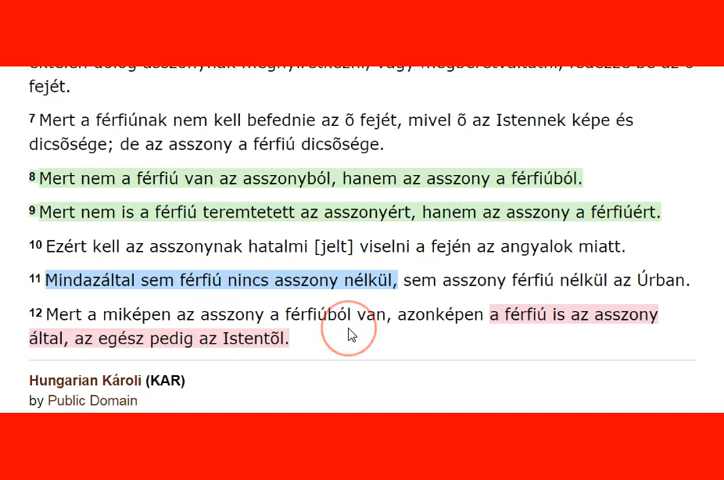 fejét.
7 Mert a férfiúnak nem kell befednie az õ fejét, mivel õ az Istennek képe és
dicsõsége; de az asszony a férfiú dicsõsége.
8 Mert nem a férfiú van az asszonyból, hanem az asszony a férfiúból.
9 Mert nem is a férfiú teremtetett az asszonyért, hanem az asszony a férfiúért.
10 Ezért kell az asszonynak hatalmi [jelt] viselni a fején az angyalok miatt.
11 Mindazáltal sem férfiú nincs asszony nélkül, sem asszony férfiú nélkül az Úrban.
12 Mert a miképen az asszony a férfiúból van, azonképen a férfiú is az asszony
által, az egész pedig az Istentõl.
Hungarian Károli (KAR)
by Public Domain